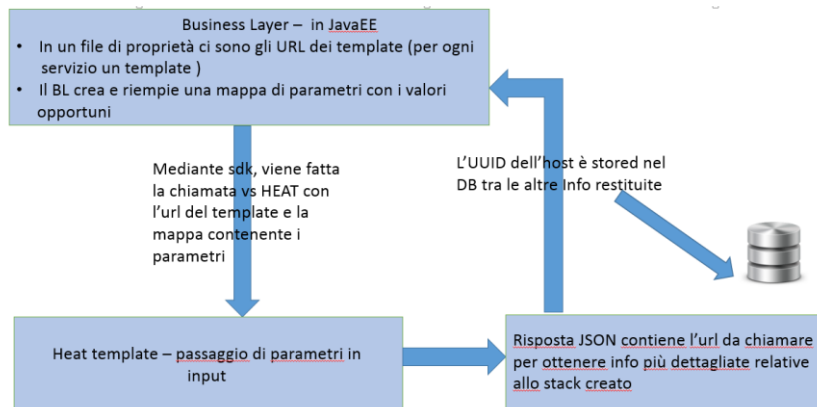 Business Layer – in JavaEE
• In un file di proprietà ci sono gli URL dei template (per ogni
servizio un template )
• Il BL crea e riempie una mappa di parametri con i valori
opportuni
Mediante sdk, viene fatta
la chiamata vs HEAT con
l'url del template e la
mappa contenente i
parametri
L'UUID dell'host è stored nel
DB tra le altre Info restituite
Heat template – passaggio di parametri in
input
Risposta JSON contiene l'url da chiamare
per ottenere info più dettagliate relative
allo stack creato